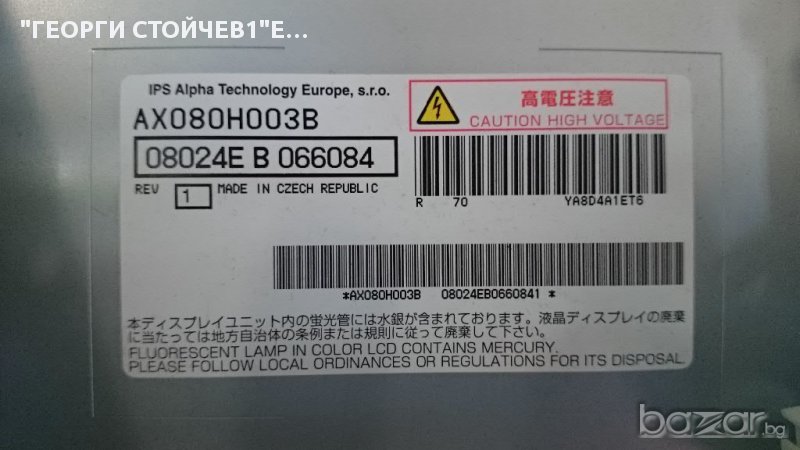 "ГЕОРГИ СТОЙЧЕВ1"Е...
IPS Alpha Technology Europe, s.r.o.
AX080H003B
08024E B 066084
REV 1 MADE IN CZECH REPUBLIC
高電圧注意
CAUTION HIGH VOLTAGE
R 70 YA8D4A1ET6
*AX080H003B 08024EB0660841 *
本ディスプレイユニット内の蛍光管には水銀が含まれております。液晶ディスプレイの廃棄
に当たっては地方自治体の条例または規則に従って廃棄して下さい。
FLUORESCENT LAMP IN COLOR LCD CONTAINS MERCURY.
PLEASE FOLLOW LOCAL ORDINANCES OR REGULATIONS FOR ITS DISPOSAL.
bazar.bg